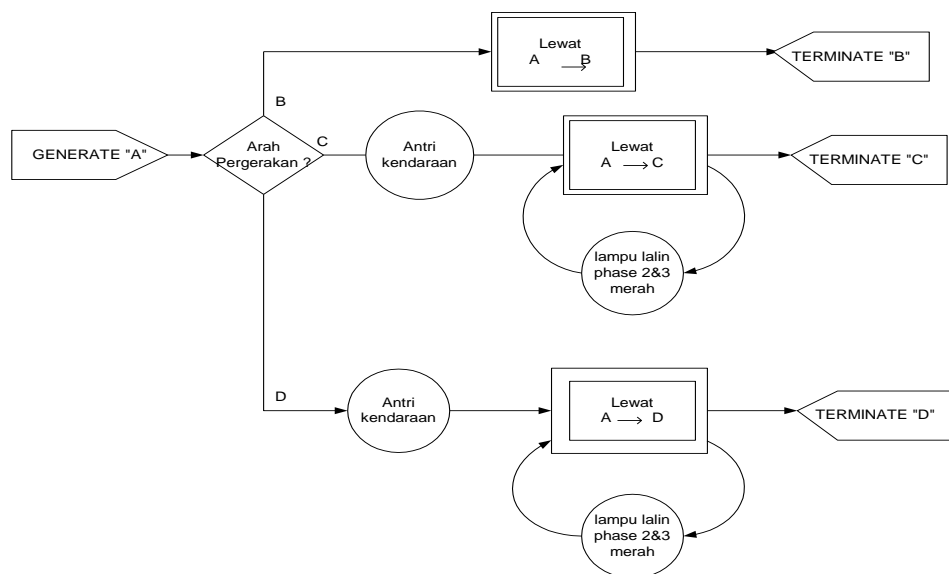 Lewat
A → B
TERMINATE "B"
B
GENERATE "A"
Arah
Pergerakan ?
C
Antri
kendaraan
Lewat
A → C
TERMINATE "C"
lampu lalin
phase 2&3
merah
D
Antri
kendaraan
Lewat
A → D
TERMINATE "D"
lampu lalin
phase 2&3
merah